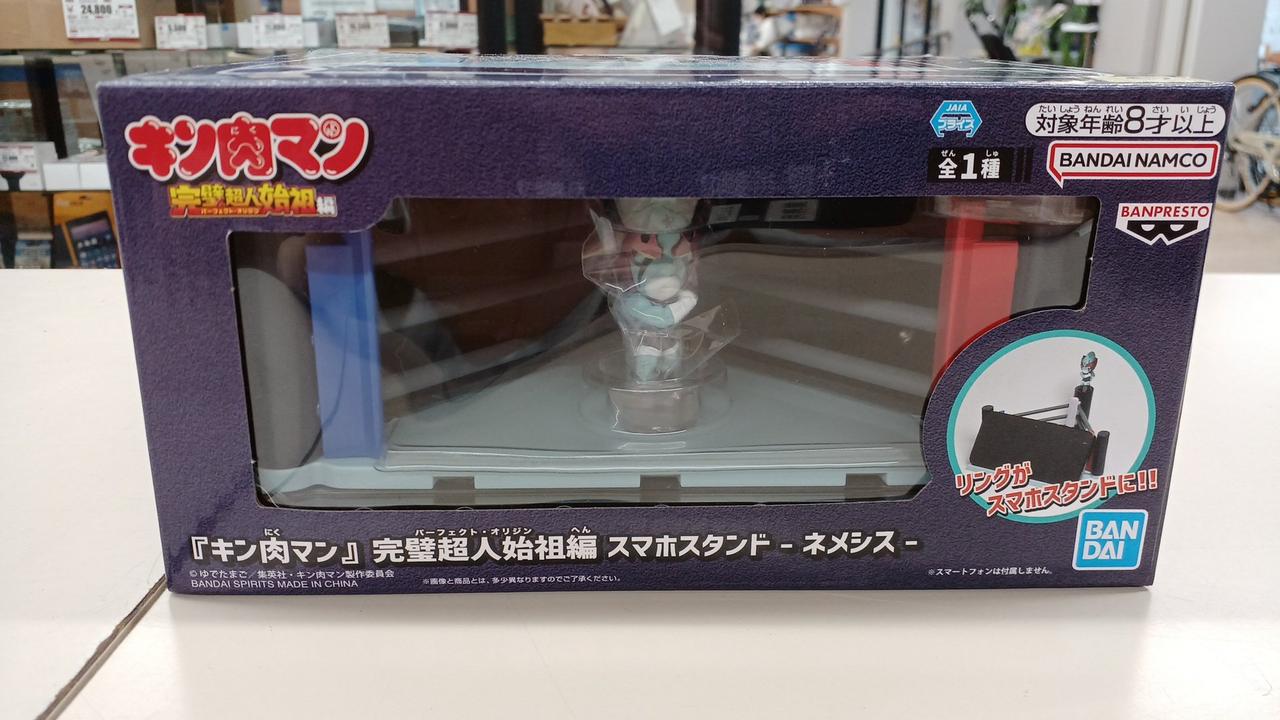 24,800
キン肉マン
完璧超人始祖編
パーフェクト・オリジン
JAIA
プライズ
たいしょうねんれい さいいじょう
対象年齢8才以上
ぜん しゅ
全1種
BANDAI NAMCO
BANPRESTO
リングが
スマホスタンドに!!
にく パーフェクト・オリジン へん
『キン肉マン』完璧超人始祖編 スマホスタンド - ネメシス -
BAN
DAI
©ゆでたまご/集英社・キン肉マン製作委員会
BANDAI SPIRITS MADE IN CHINA
※画像と商品とは、多少異なりますのでご了承ください。
※スマートフォンは付属しません。